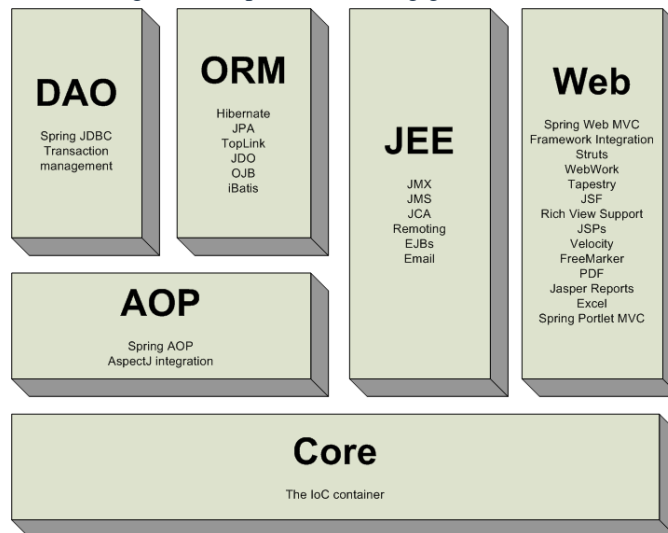 DAO
Spring JDBC
Transaction
management
ORM
Hibernate
JPA
TopLink
JDO
OJB
iBatis
JEE
JMX
JMS
JCA
Remoting
EJBs
Email
Web
Spring Web MVC
Framework Integration
Struts
WebWork
Tapestry
JSF
Rich View Support
JSPs
Velocity
FreeMarker
PDF
Jasper Reports
Excel
Spring Portlet MVC
AOP
Spring AOP
AspectJ integration
Core
The IoC container